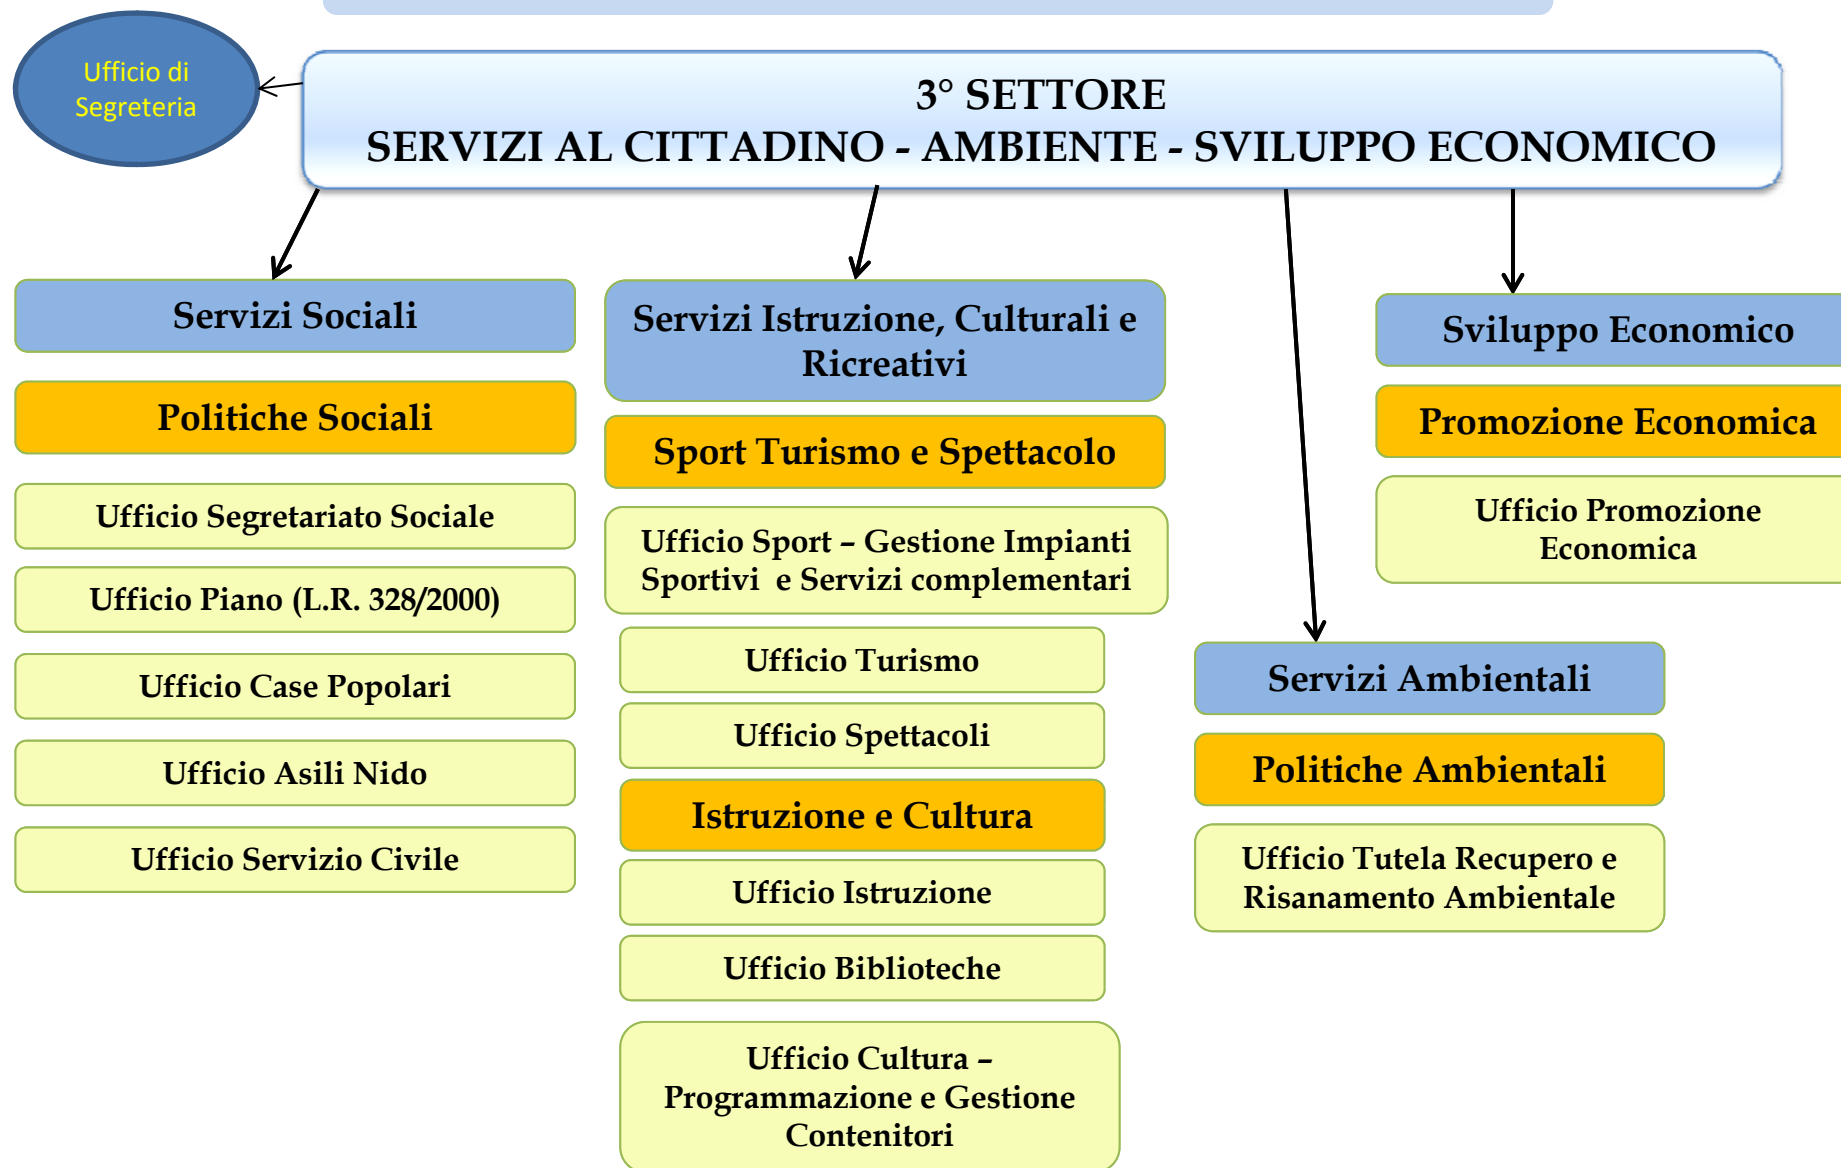 Ufficio di
Segreteria
3° SETTORE
SERVIZI AL CITTADINO - AMBIENTE - SVILUPPO ECONOMICO
Servizi Sociali
Politiche Sociali
Ufficio Segretariato Sociale
Ufficio Piano (L.R. 328/2000)
Ufficio Case Popolari
Ufficio Asili Nido
Ufficio Servizio Civile
Servizi Istruzione, Culturali e
Ricreativi
Sport Turismo e Spettacolo
Ufficio Sport – Gestione Impianti
Sportivi e Servizi complementari
Ufficio Turismo
Ufficio Spettacoli
Istruzione e Cultura
Ufficio Istruzione
Ufficio Biblioteche
Ufficio Cultura –
Programmazione e Gestione
Contenitori
Servizi Ambientali
Politiche Ambientali
Ufficio Tutela Recupero e
Risanamento Ambientale
Sviluppo Economico
Promozione Economica
Ufficio Promozione
Economica